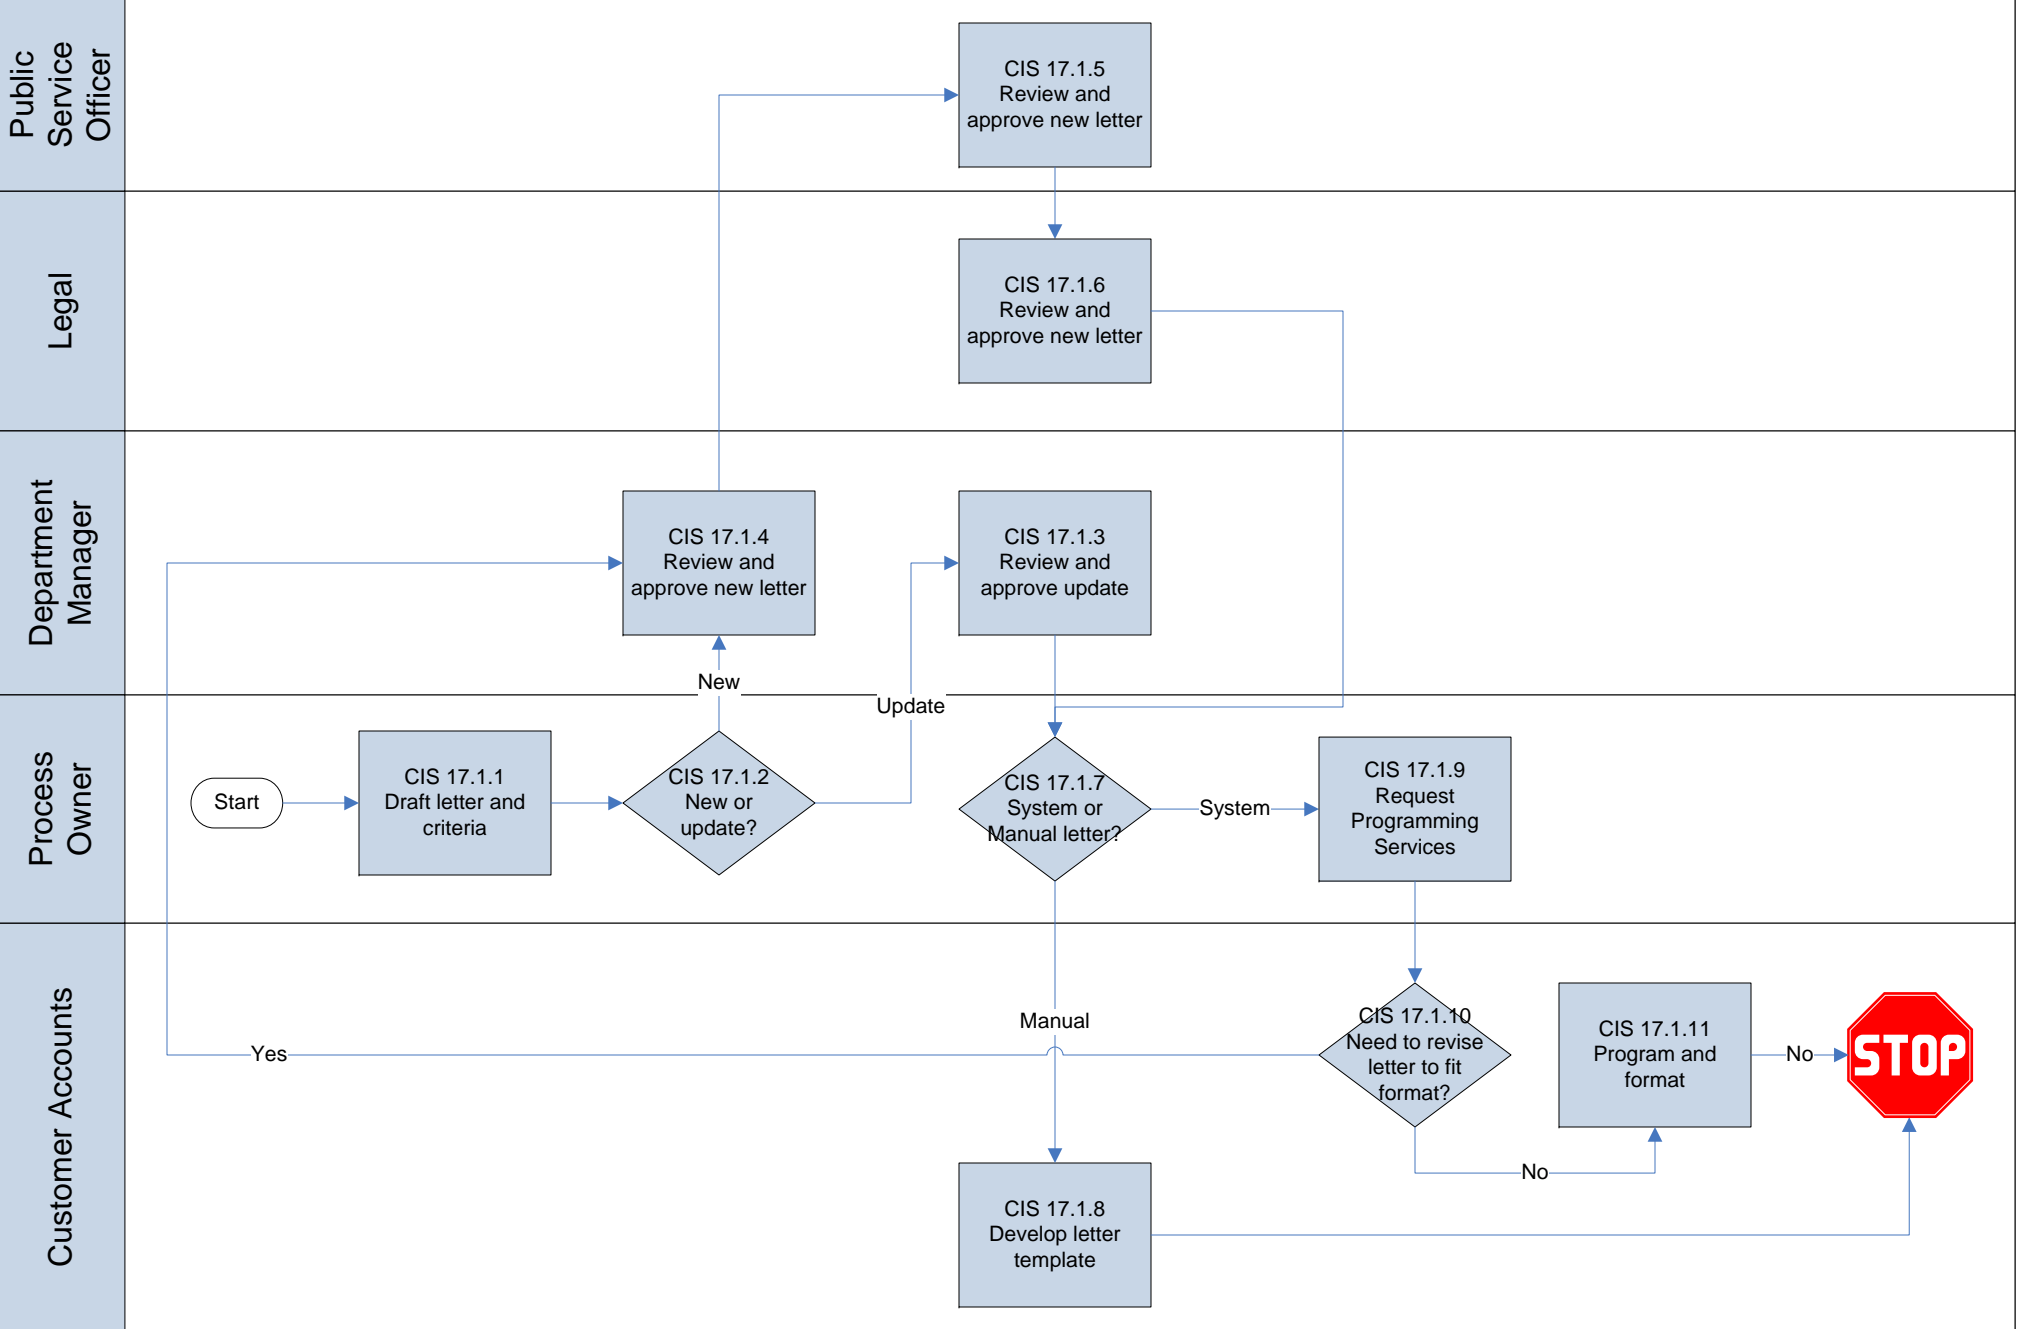 Public
Service
Officer
CIS 17.1.5
Review and
approve new letter
Legal
CIS 17.1.6
Review and
approve new letter
Department
Manager
CIS 17.1.4
Review and
approve new letter
CIS 17.1.3
Review and
approve update
New
Update
Process
Owner
Start
CIS 17.1.1
Draft letter and
criteria
CIS 17.1.2
New or
update?
CIS 17.1.7
System or
Manual letter?
System
CIS 17.1.9
Request
Programming
Services
Customer Accounts
Manual
Yes
CIS 17.1.10
Need to revise
letter to fit
format?
No
CIS 17.1.11
Program and
format
No
STOP
CIS 17.1.8
Develop letter
template